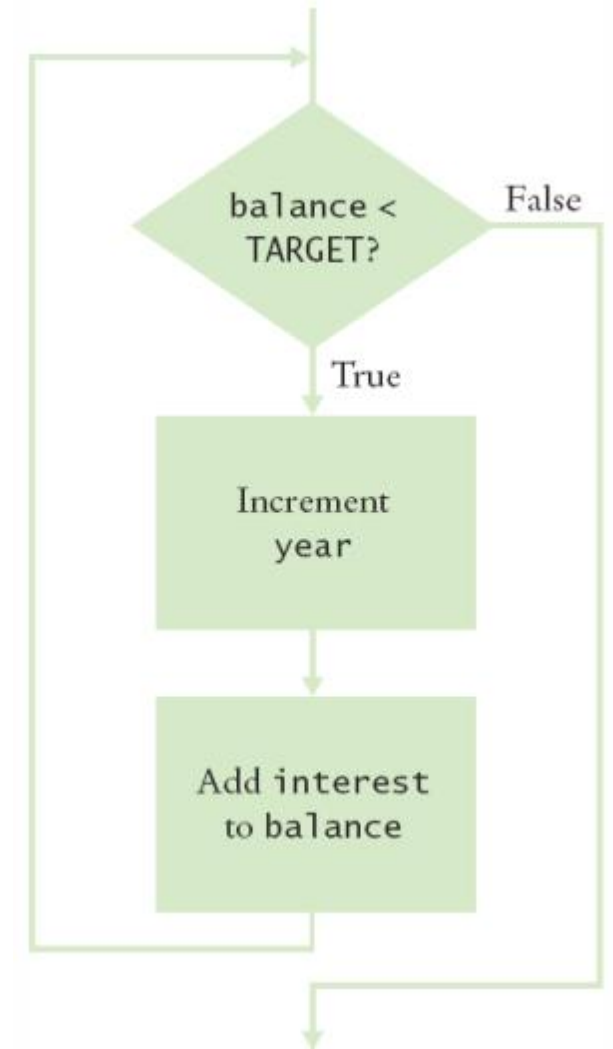 balance <
TARGET?
False
True
Increment
year
Add interest
to balance